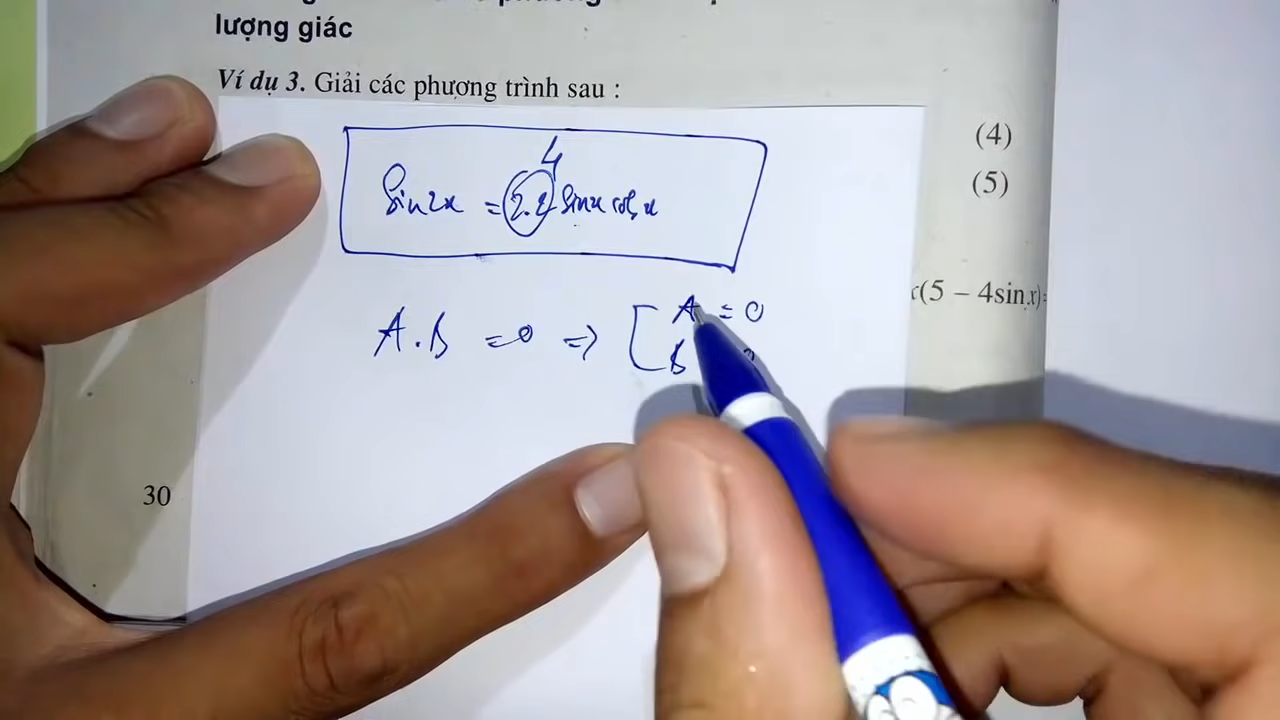 lượng giác
Ví dụ 3. Giải các phương trình sau :
(4)
4
sin2x = 2.2 sinx cosx
(5)
(5 – 4sinx)=
A.B = 0 => [ A = 0
B
30